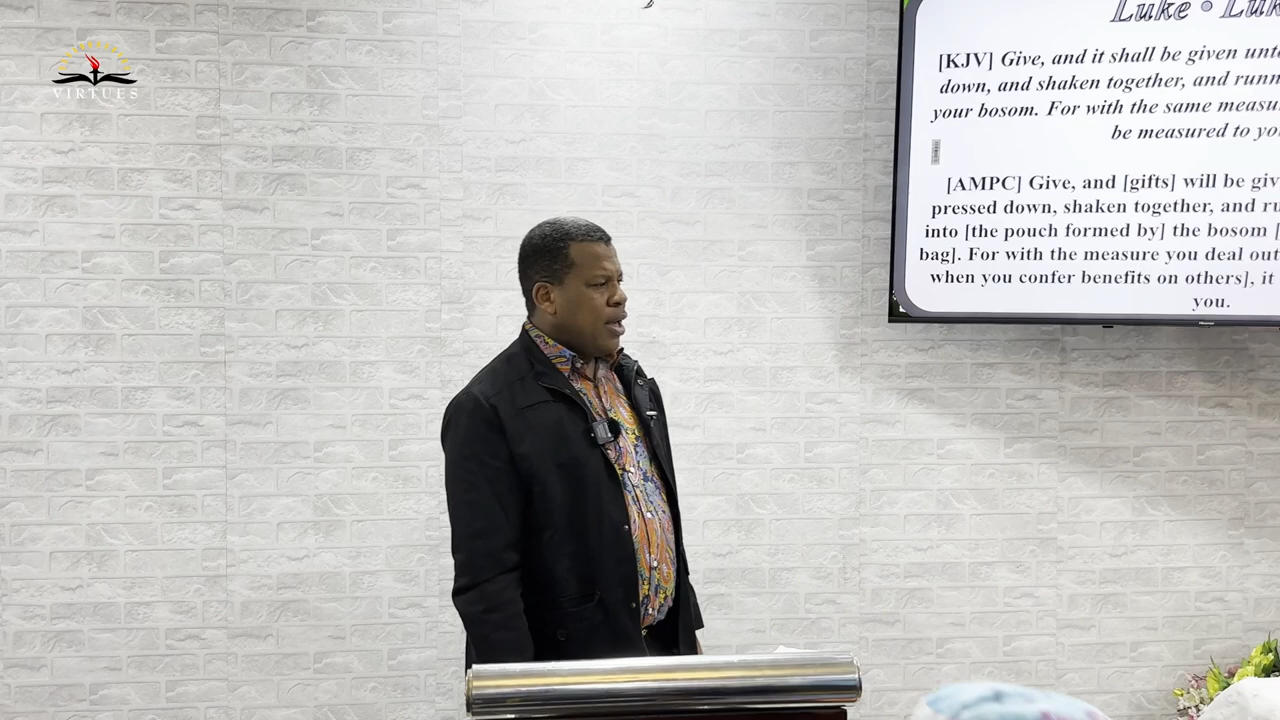 VIRTUES
Luke • Luk
[KJV] Give, and it shall be given unto
down, and shaken together, and runn
your bosom. For with the same measu
be measured to yo
[AMPC] Give, and [gifts] will be giv
pressed down, shaken together, and ru
into [the pouch formed by] the bosom [
bag]. For with the measure you deal out
when you confer benefits on others], it
you.
Hisense